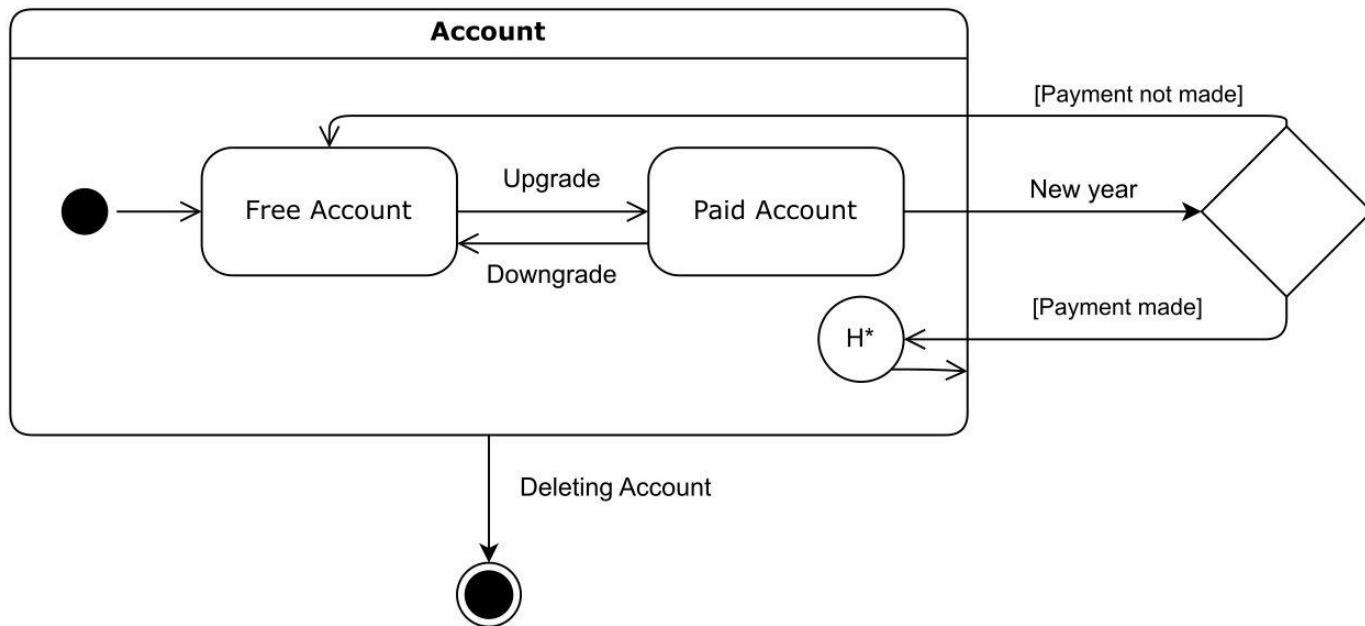 Account
[Payment not made]
Upgrade
Free Account
Paid Account
New year
Downgrade
[Payment made]
H*
Deleting Account